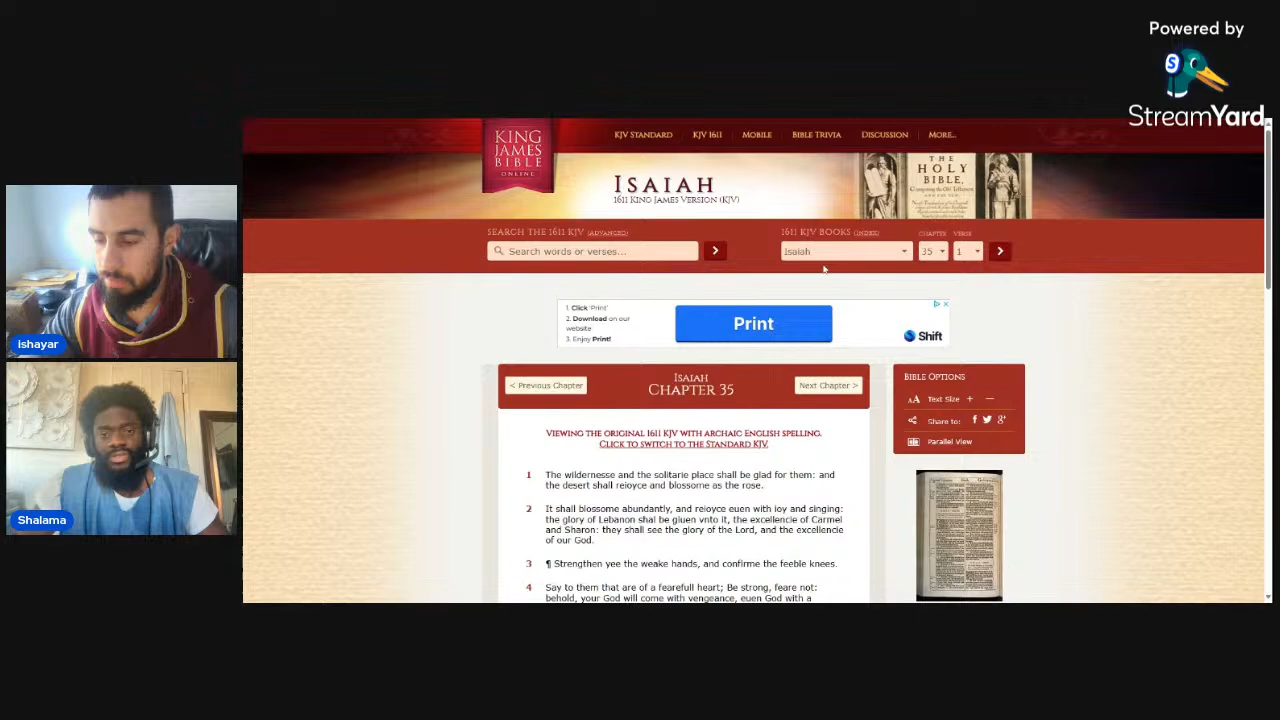 Powered by
StreamYard
KING
JAMES
BIBLE
ONLINE
KJV STANDARD KJV 1611 MOBILE BIBLE TRIVIA DISCUSSION MORE...
ISAIAH
1611 KING JAMES VERSION (KJV)
THE
HOLY
BIBLE,
SEARCH THE 1611 KJV (ADVANCED)
Search words or verses...
1611 KJV BOOKS (INDEX) CHAPTER VERSE
Isaiah 35 1
1. Click 'Print'
2. Download on our
website
3. Enjoy Print!
Print
Shift
ishayar
Shalama
< Previous Chapter
ISAIAH
CHAPTER 35
Next Chapter >
VIEWING THE ORIGINAL 1611 KJV WITH ARCHAIC ENGLISH SPELLING.
CLICK TO SWITCH TO THE STANDARD KJV.
1 The wildernesse and the solitarie place shall be glad for them: and
the desert shall reioyce and blossome as the rose.
2 It shall blossome abundantly, and reioyce euen with ioy and singing:
the glory of Lebanon shal be giuen vnto it, the excellencie of Carmel
and Sharon: they shall see the glory of the Lord, and the excellencie
of our God.
3 ¶ Strengthen yee the weake hands, and confirme the feeble knees.
4 Say to them that are of a fearefull heart; Be strong, feare not:
behold, your God will come with vengeance, euen God with a
BIBLE OPTIONS
AA Text Size + —
Share to:
Parallel View